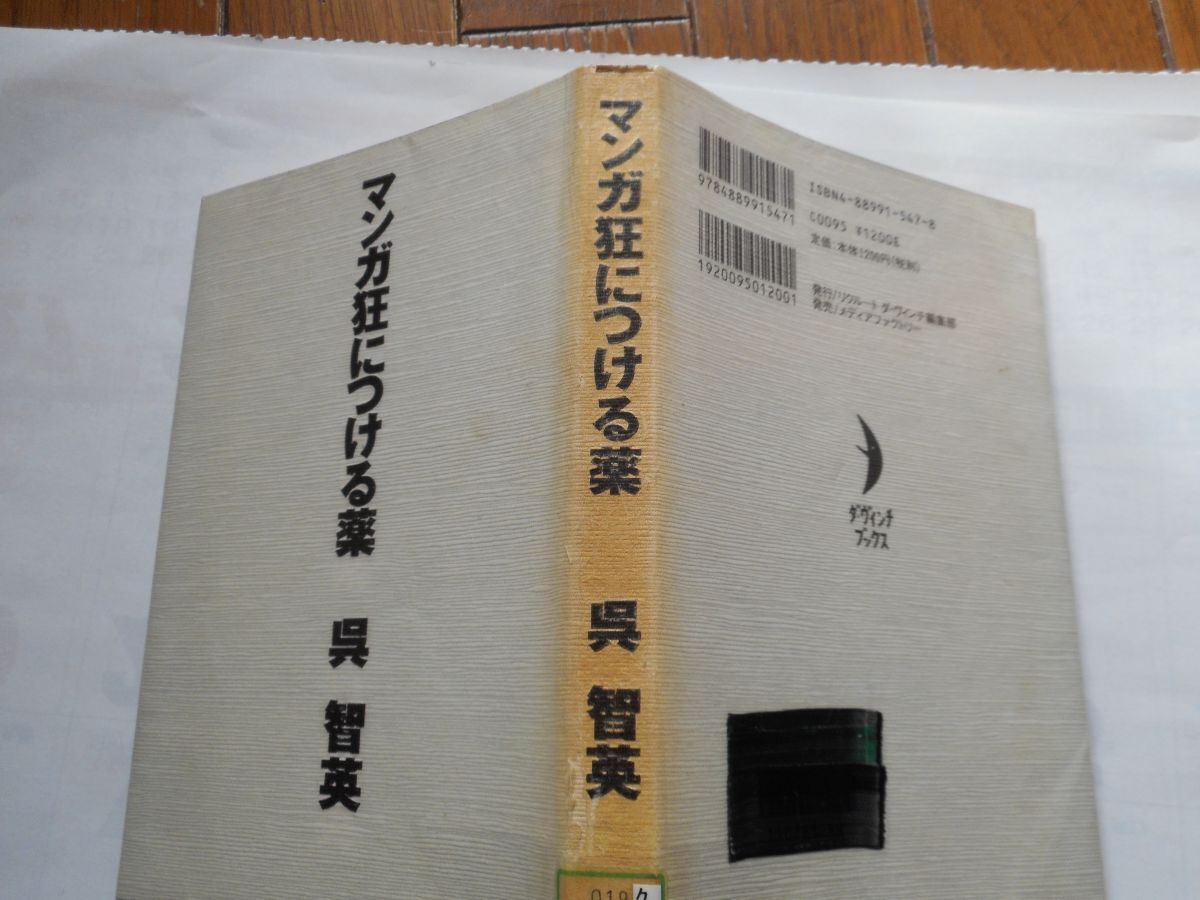 マンガ狂につける薬 呉 智英
マンガ狂につける薬 呉 智英
019 ク
9784889915471
ISBN4-88991-547-8
C0095 ¥1200E
定価:本体1200円(税別)
1920095012001
発行/リクルート ダ・ヴィンチ編集部
発売/メディアファクトリー
ダ・ヴィンチ
ブックス